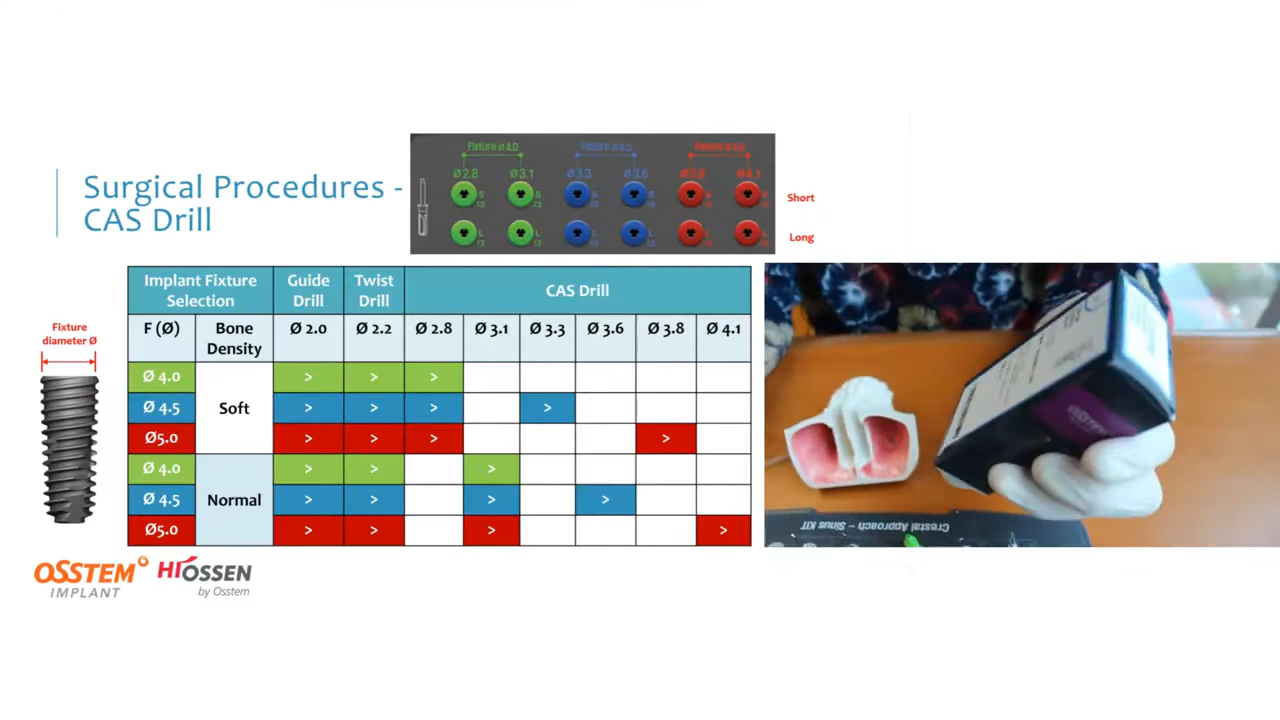 Surgical Procedures -
CAS Drill
Fixture ø 4.0
Ø2.8 Ø3.1 Ø3.3 Ø3.6 Ø3.8 Ø4.1
Short
Long
Fixture
diameter Ø
Implant Fixture
Selection
Guide
Drill
Twist
Drill
CAS Drill
F (Ø)
Bone
Density
Ø 2.0
Ø 2.2
Ø 2.8
Ø 3.1
Ø 3.3
Ø 3.6
Ø 3.8
Ø 4.1
Ø 4.0 > > >
Soft
Ø 4.5 > > > >
Ø5.0 > > > >
Ø 4.0 > > >
Normal
Ø 4.5 > > > >
Ø5.0 > > > >
Crestal Approach – Sinus KIT
OSSTEM
IMPLANT
HIOSSEN
by Osstem